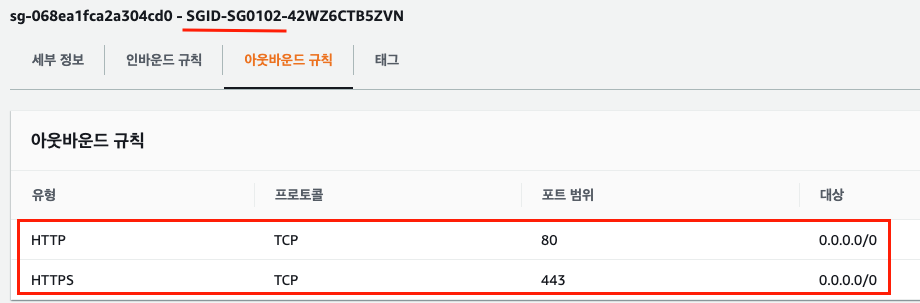 sg-068ea1fca2a304cd0 - SGID-SG0102-42WZ6CTB5ZVN
세부 정보 인바운드 규칙 아웃바운드 규칙 태그
아웃바운드 규칙
유형 프로토콜 포트 범위 대상
HTTP TCP 80 0.0.0.0/0
HTTPS TCP 443 0.0.0.0/0